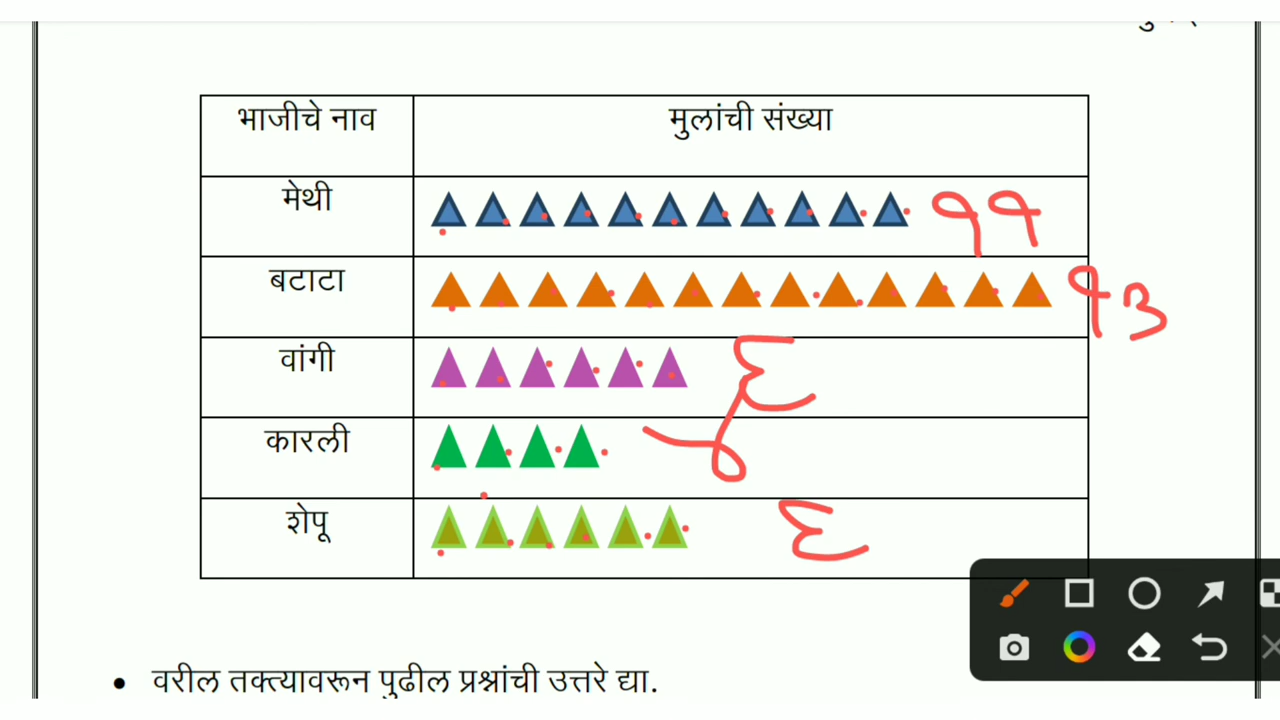 भाजीचे नाव मुलांची संख्या
मेथी ११
बटाटा १३
वांगी ६
कारली ४
शेपू ६
• वरील तक्त्यावरून पुढील प्रश्नांची उत्तरे द्या.